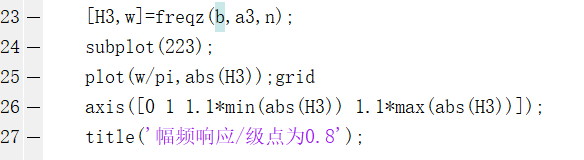 23 — [H3,w]=freqz(b,a3,n);
24 — subplot(223);
25 — plot(w/pi,abs(H3));grid
26 — axis([0 1 1.1*min(abs(H3)) 1.1*max(abs(H3))]);
27 — title('幅频响应/级点为0.8');